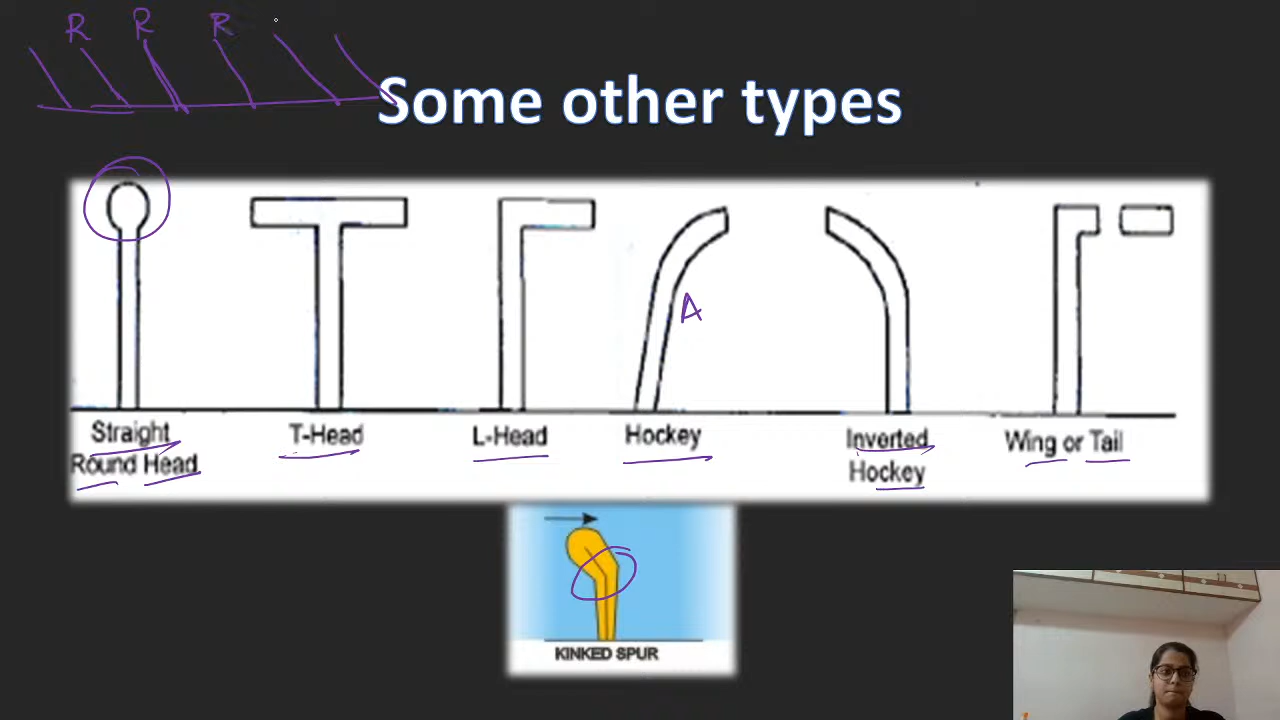 R R R
Some other types
A
Straight Round Head
T-Head
L-Head
Hockey
Inverted Hockey
Wing or Tail
KINKED SPUR